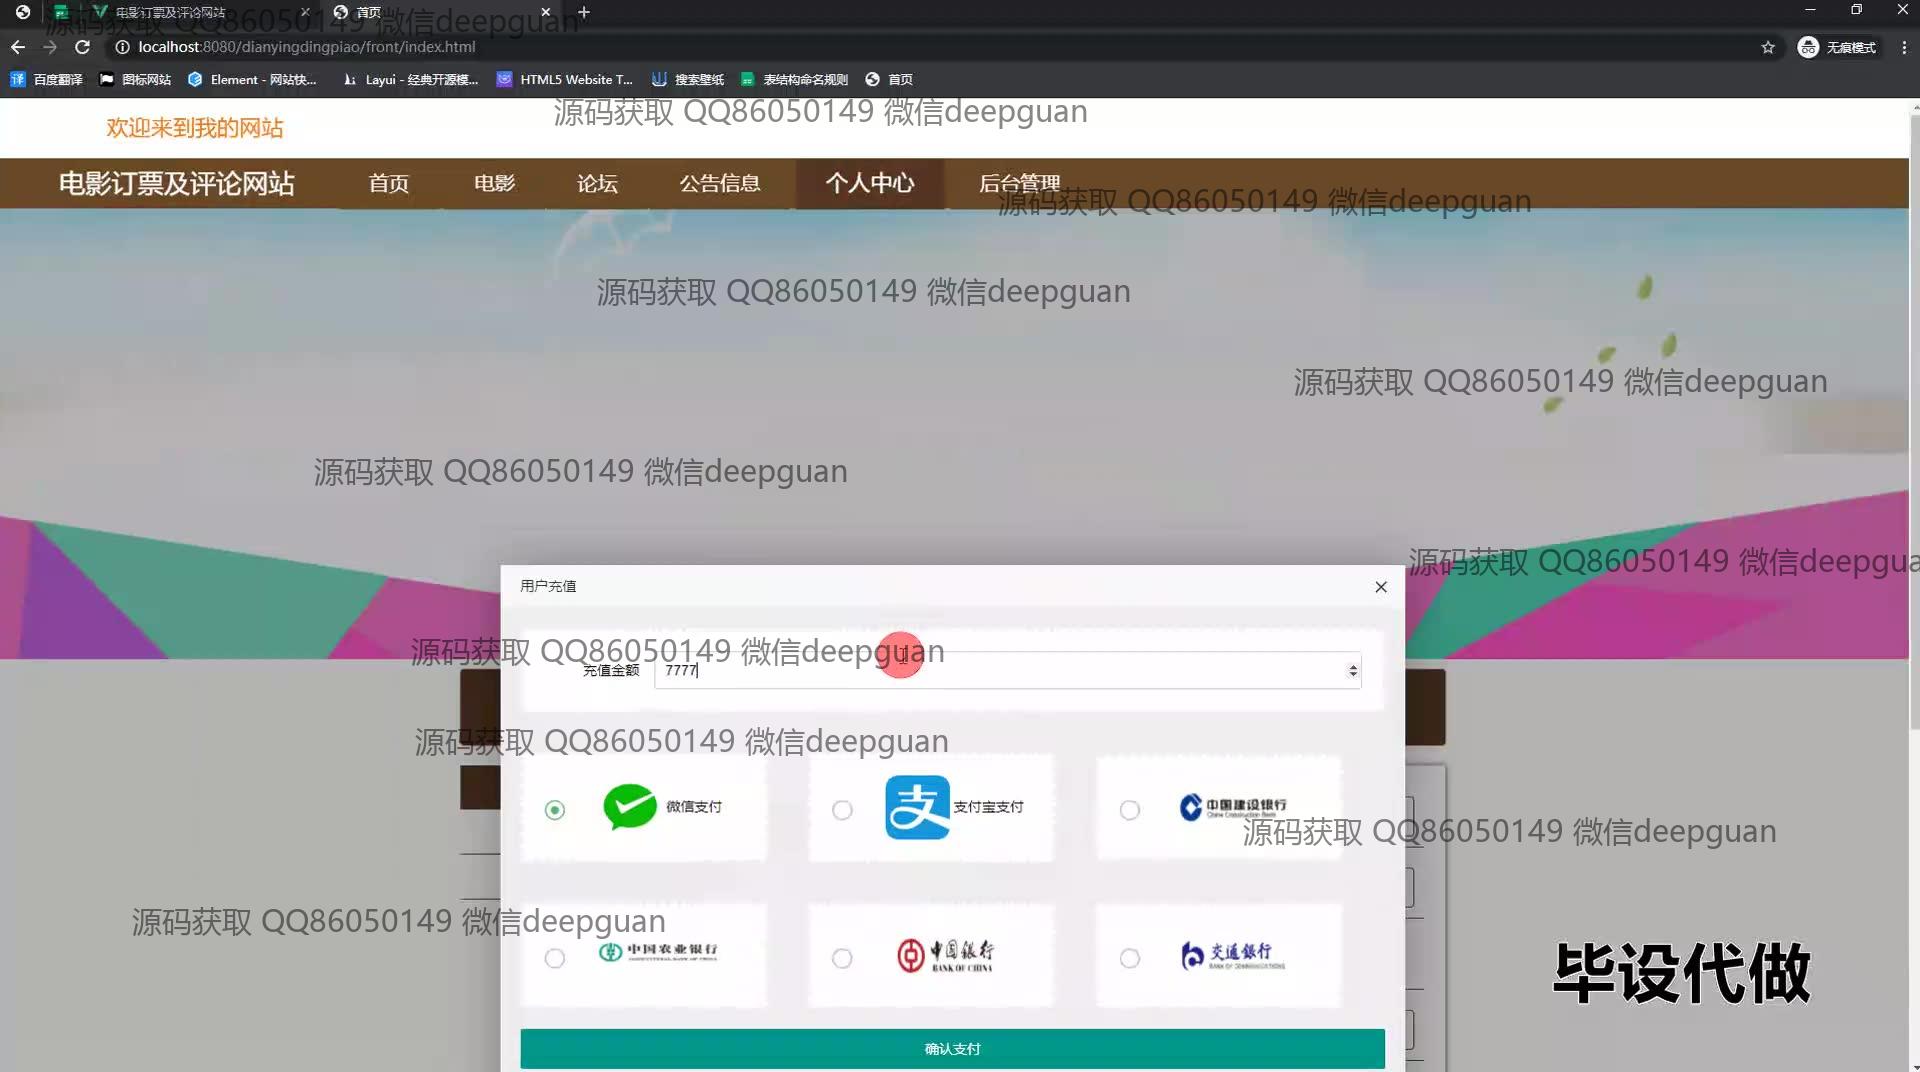 电影订票及评论网站
首页
源码获取 QQ86050149 微信deepguan
localhost:8080/dianyingdingpiao/front/index.html
无痕模式
百度翻译
图标网站
Element - 网站快...
Layui - 经典开源模...
HTML5 Website T...
搜索壁纸
表结构命名规则
首页
源码获取 QQ86050149 微信deepguan
欢迎来到我的网站
电影订票及评论网站
首页
电影
论坛
公告信息
个人中心
后台管理
源码获取 QQ86050149 微信deepguan
源码获取 QQ86050149 微信deepguan
源码获取 QQ86050149 微信deepguan
源码获取 QQ86050149 微信deepguan
源码获取 QQ86050149 微信deepgua
用户充值
源码获取 QQ86050149 微信deepguan
充值金额
7777
源码获取 QQ86050149 微信deepguan
微信支付
支付宝支付
中国建设银行
China Construction Bank
源码获取 QQ86050149 微信deepguan
源码获取 QQ86050149 微信deepguan
中国农业银行
AGRICULTURAL BANK OF CHINA
中国银行
BANK OF CHINA
交通银行
BANK OF COMMUNICATIONS
毕设代做
确认支付